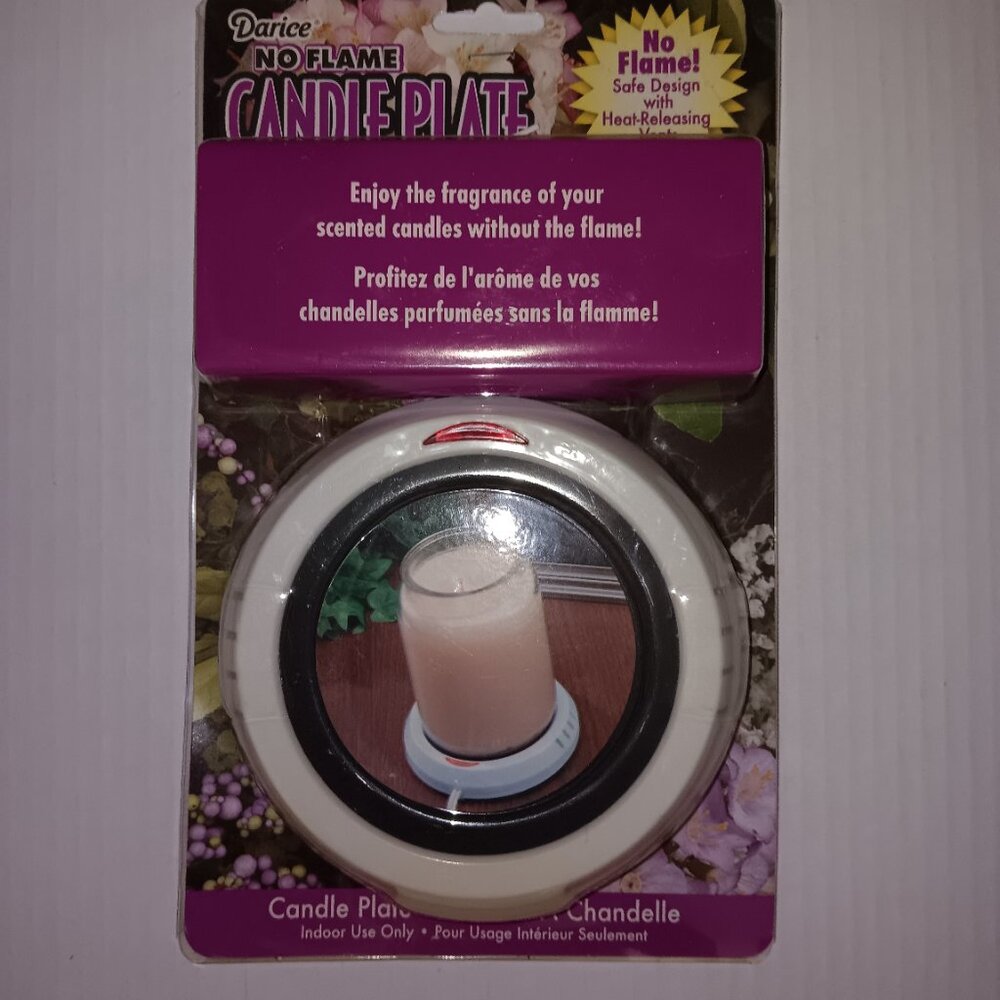 Darice
NO FLAME
CANDLE PLATE
No
Flame!
Safe Design
with
Heat-Releasing
Vents
Enjoy the fragrance of your
scented candles without the flame!
Profitez de l'arôme de vos
chandelles parfumées sans la flamme!
Candle Plate Chandelle
Indoor Use Only • Pour Usage Intérieur Seulement